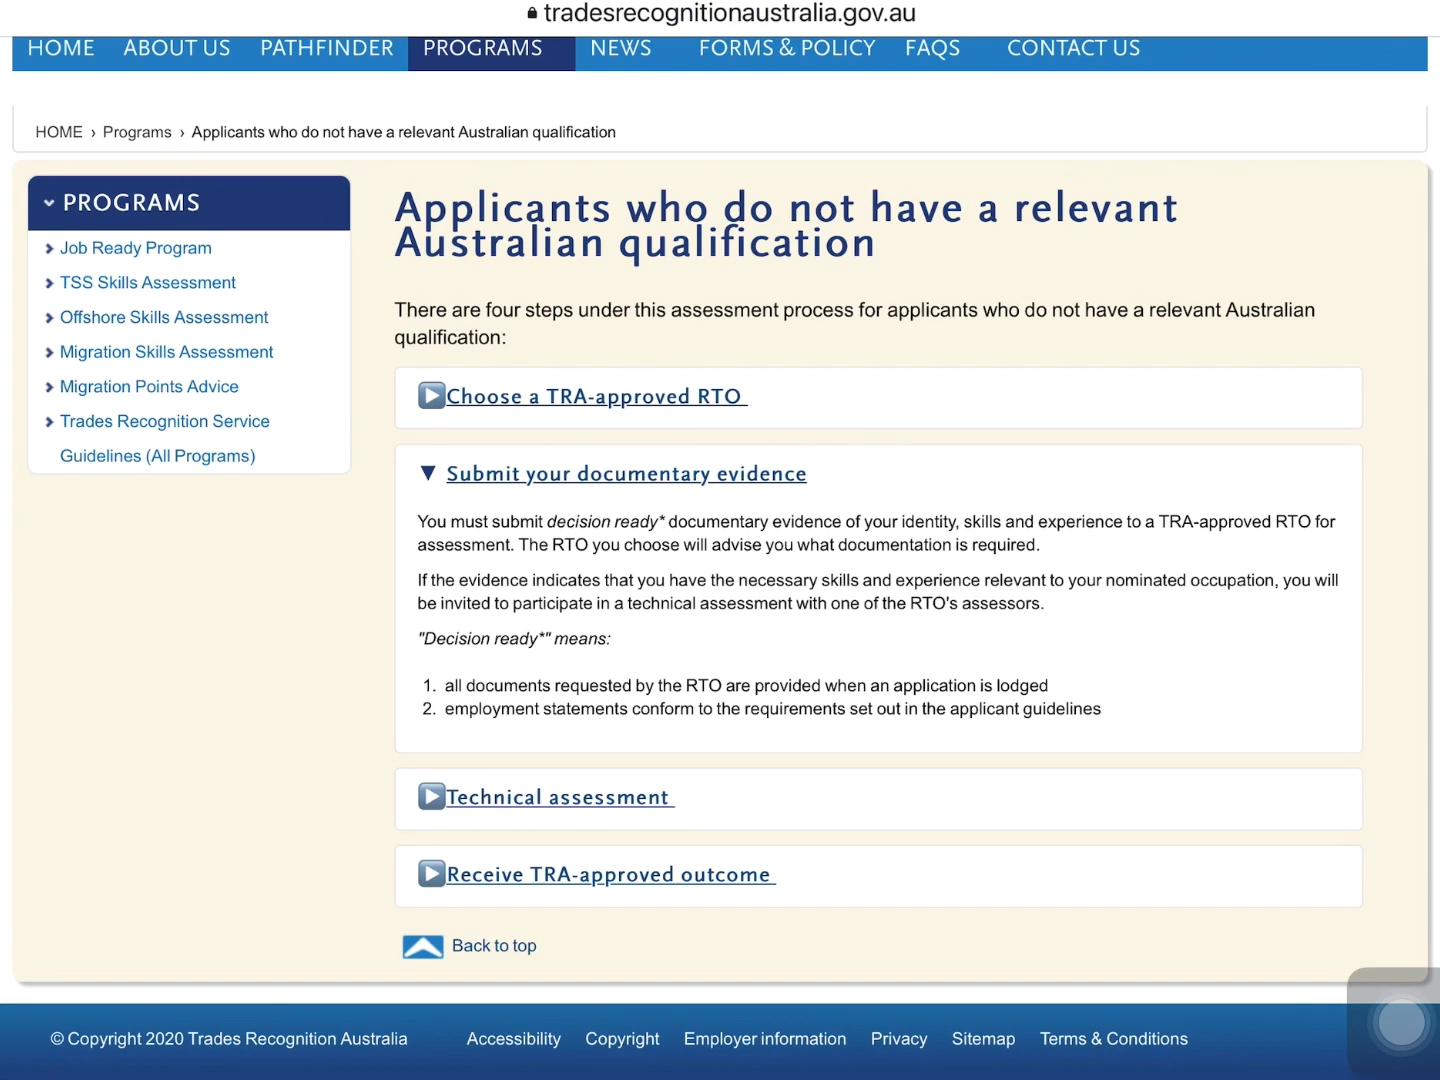 tradesrecognitionaustralia.gov.au
HOME ABOUT US PATHFINDER PROGRAMS NEWS FORMS & POLICY FAQS CONTACT US
HOME › Programs › Applicants who do not have a relevant Australian qualification
PROGRAMS
Job Ready Program
TSS Skills Assessment
Offshore Skills Assessment
Migration Skills Assessment
Migration Points Advice
Trades Recognition Service
Guidelines (All Programs)
Applicants who do not have a relevant
Australian qualification
There are four steps under this assessment process for applicants who do not have a relevant Australian
qualification:
Choose a TRA-approved RTO
Submit your documentary evidence
You must submit decision ready* documentary evidence of your identity, skills and experience to a TRA-approved RTO for
assessment. The RTO you choose will advise you what documentation is required.
If the evidence indicates that you have the necessary skills and experience relevant to your nominated occupation, you will
be invited to participate in a technical assessment with one of the RTO's assessors.
"Decision ready*" means:
1. all documents requested by the RTO are provided when an application is lodged
2. employment statements conform to the requirements set out in the applicant guidelines
Technical assessment
Receive TRA-approved outcome
Back to top
© Copyright 2020 Trades Recognition Australia Accessibility Copyright Employer information Privacy Sitemap Terms & Conditions